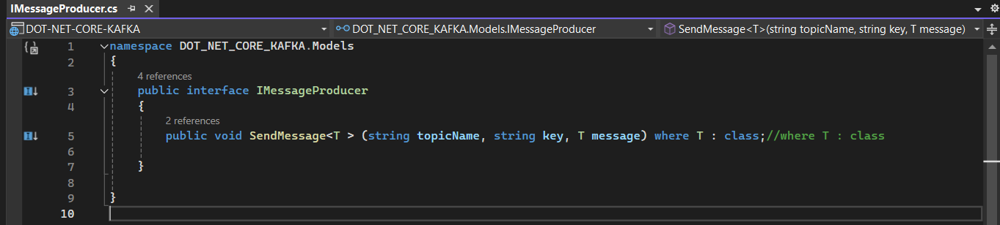 IMessageProducer.cs
DOT-NET-CORE-KAFKA DOT_NET_CORE_KAFKA.Models.IMessageProducer SendMessage<T>(string topicName, string key, T message)
1 namespace DOT_NET_CORE_KAFKA.Models
2 {
4 references
3 public interface IMessageProducer
4 {
2 references
5 public void SendMessage<T > (string topicName, string key, T message) where T : class;//where T : class
6
7 }
8
9 }
10